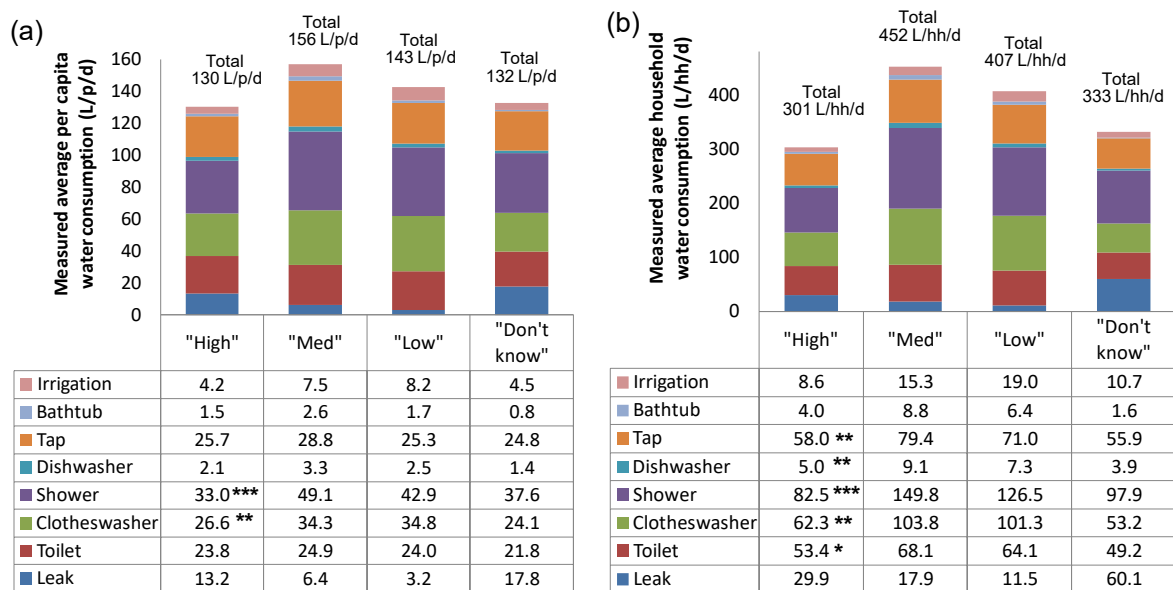 (a)
Measured average per capita
water consumption (L/p/d)
Total
130 L/p/d
Total
156 L/p/d
Total
143 L/p/d
Total
132 L/p/d
160
140
120
100
80
60
40
20
0
"High" "Med" "Low" "Don't
know"
Irrigation 4.2 7.5 8.2 4.5
Bathtub 1.5 2.6 1.7 0.8
Tap 25.7 28.8 25.3 24.8
Dishwasher 2.1 3.3 2.5 1.4
Shower 33.0 *** 49.1 42.9 37.6
Clotheswasher 26.6 ** 34.3 34.8 24.1
Toilet 23.8 24.9 24.0 21.8
Leak 13.2 6.4 3.2 17.8
(b)
Measured average household
water consumption (L/hh/d)
Total
301 L/hh/d
Total
452 L/hh/d
Total
407 L/hh/d
Total
333 L/hh/d
400
300
200
100
0
"High" "Med" "Low" "Don't
know"
Irrigation 8.6 15.3 19.0 10.7
Bathtub 4.0 8.8 6.4 1.6
Tap 58.0 ** 79.4 71.0 55.9
Dishwasher 5.0 ** 9.1 7.3 3.9
Shower 82.5 *** 149.8 126.5 97.9
Clotheswasher 62.3 ** 103.8 101.3 53.2
Toilet 53.4 * 68.1 64.1 49.2
Leak 29.9 17.9 11.5 60.1